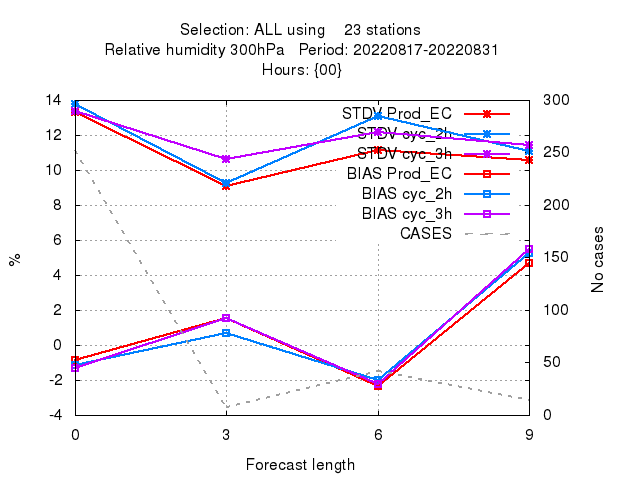 Selection: ALL using 23 stations
Relative humidity 300hPa Period: 20220817-20220831
Hours: {00}
14 300
STDV Prod_EC
12 STDV cyc_2h
250
STDV cyc_3h
10 BIAS Prod_EC
8 BIAS cyc_2h 200
BIAS cyc_3h
6 CASES
% No cases
4 150
2 100
0
-2 50
-4 0
0 3 6 9
Forecast length